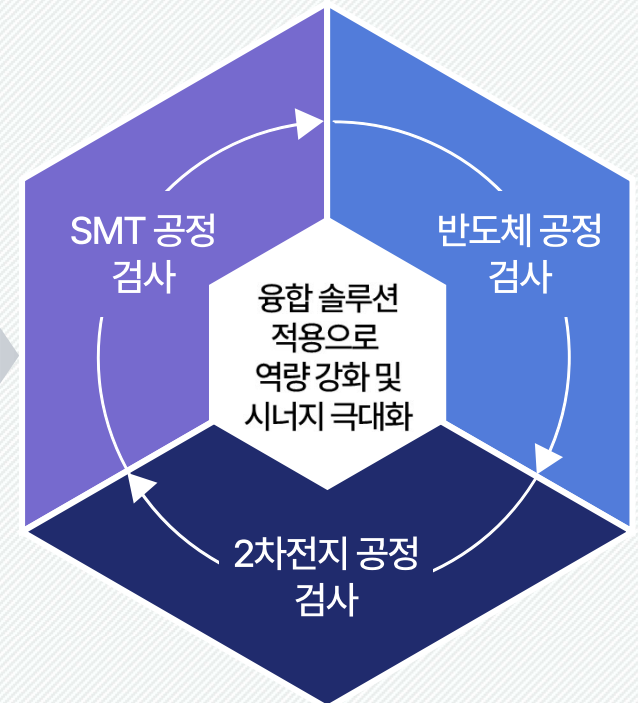 SMT 공정
검사
반도체 공정
검사
융합 솔루션
적용으로
역량 강화 및
시너지 극대화
2차전지 공정
검사